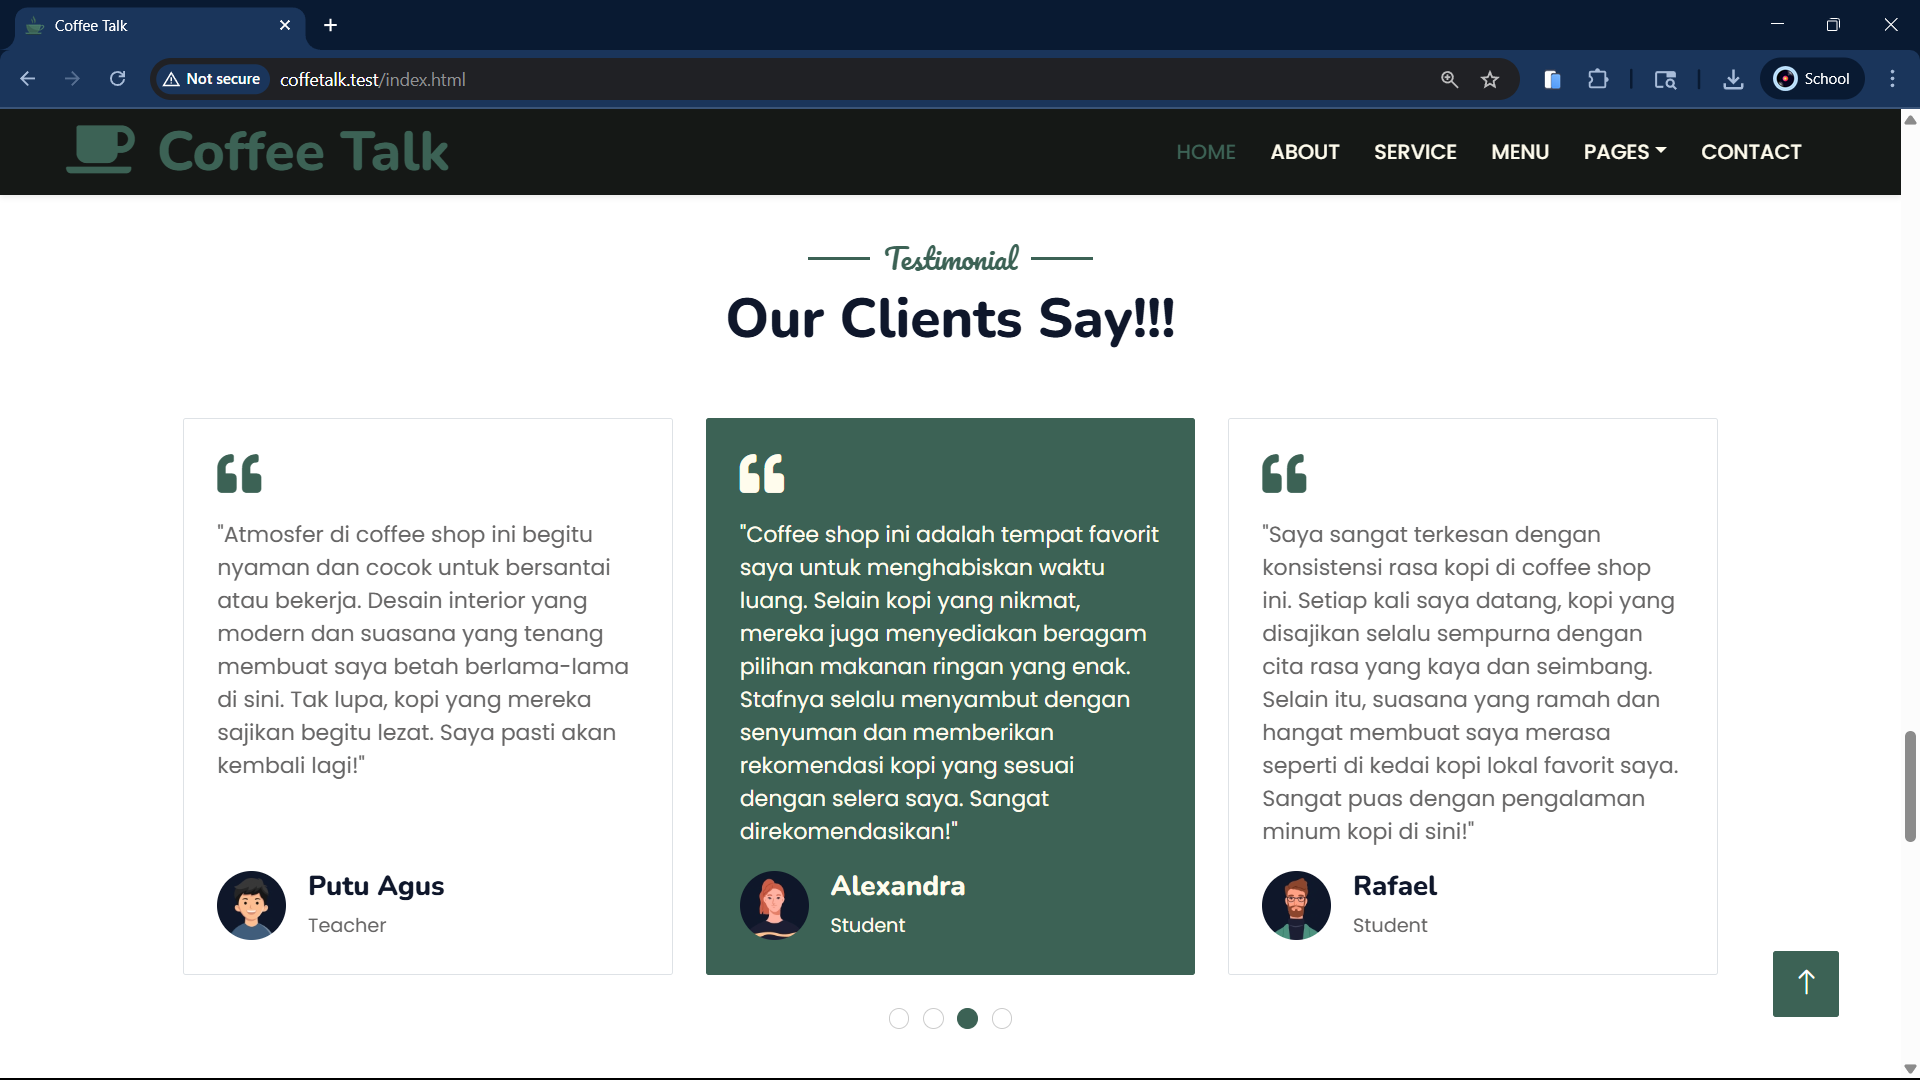 Coffee Talk
Not secure
coffetalk.test/index.html
School
Coffee Talk
HOME
ABOUT
SERVICE
MENU
PAGES
CONTACT
Testimonial
Our Clients Say!!!
"Atmosfer di coffee shop ini begitu
nyaman dan cocok untuk bersantai
atau bekerja. Desain interior yang
modern dan suasana yang tenang
membuat saya betah berlama-lama
di sini. Tak lupa, kopi yang mereka
sajikan begitu lezat. Saya pasti akan
kembali lagi!"
Putu Agus
Teacher
"Coffee shop ini adalah tempat favorit
saya untuk menghabiskan waktu
luang. Selain kopi yang nikmat,
mereka juga menyediakan beragam
pilihan makanan ringan yang enak.
Stafnya selalu menyambut dengan
senyuman dan memberikan
rekomendasi kopi yang sesuai
dengan selera saya. Sangat
direkomendasikan!"
Alexandra
Student
"Saya sangat terkesan dengan
konsistensi rasa kopi di coffee shop
ini. Setiap kali saya datang, kopi yang
disajikan selalu sempurna dengan
cita rasa yang kaya dan seimbang.
Selain itu, suasana yang ramah dan
hangat membuat saya merasa
seperti di kedai kopi lokal favorit saya.
Sangat puas dengan pengalaman
minum kopi di sini!"
Rafael
Student